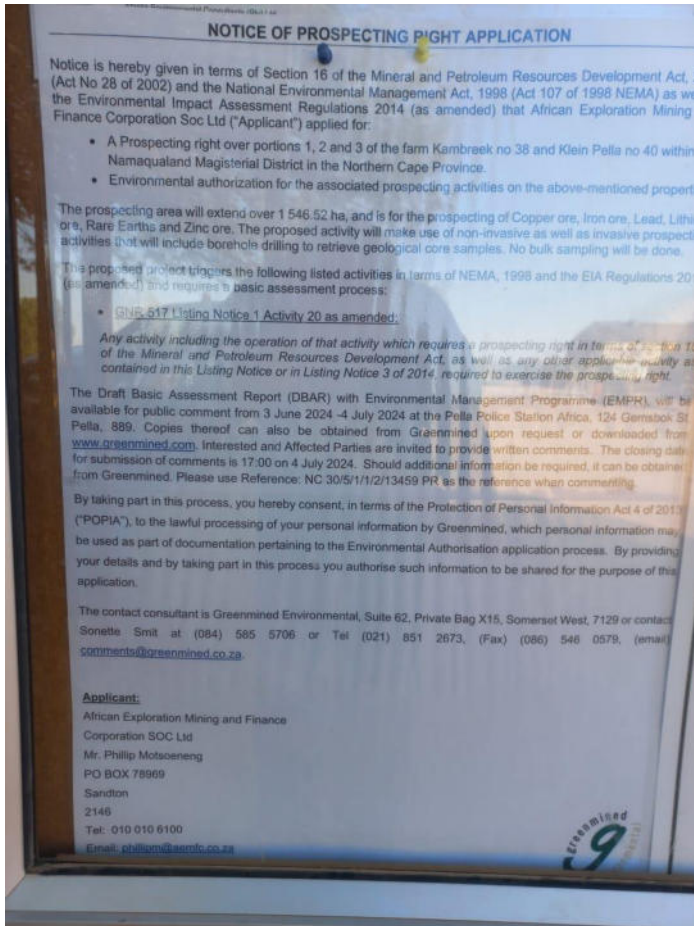 NOTICE OF PROSPECTING RIGHT APPLICATION
Notice is hereby given in terms of Section 16 of the Mineral and Petroleum Resources Development Act,
(Act No 28 of 2002) and the National Environmental Management Act, 1998 (Act 107 of 1998 NEMA) as we
the Environmental Impact Assessment Regulations 2014 (as amended) that African Exploration Mining
Finance Corporation Soc Ltd ("Applicant") applied for:
• A Prospecting right over portions 1, 2 and 3 of the farm Kambreek no 38 and Klein Pella no 40 within
Namaqualand Magisterial District in the Northern Cape Province.
• Environmental authorization for the associated prospecting activities on the above-mentioned propert
The prospecting area will extend over 1 546.52 ha, and is for the prospecting of Copper ore, Iron ore, Lead, Lithi
ore, Rare Earths and Zinc ore. The proposed activity will make use of non-invasive as well as invasive prospecti
activities that will include borehole drilling to retrieve geological core samples. No bulk sampling will be done.
The proposed project triggers the following listed activities in terms of NEMA, 1998 and the EIA Regulations 20
(as amended) and requires a basic assessment process:
• GNR 517 Listing Notice 1 Activity 20 as amended:
Any activity including the operation of that activity which requires a prospecting right in terms of section 1
of the Mineral and Petroleum Resources Development Act, as well as any other applicable activity as
contained in this Listing Notice or in Listing Notice 3 of 2014, required to exercise the prospecting right.
The Draft Basic Assessment Report (DBAR) with Environmental Management Programme (EMPR), will be
available for public comment from 3 June 2024 -4 July 2024 at the Pella Police Station Africa, 124 Gemsbok St
Pella, 889. Copies thereof can also be obtained from Greenmined upon request or downloaded from
www.greenmined.com. Interested and Affected Parties are invited to provide written comments. The closing date
for submission of comments is 17:00 on 4 July 2024. Should additional information be required, it can be obtained
from Greenmined. Please use Reference: NC 30/5/1/1/2/13459 PR as the reference when commenting.
By taking part in this process, you hereby consent, in terms of the Protection of Personal Information Act 4 of 2013
("POPIA"), to the lawful processing of your personal information by Greenmined, which personal information may
be used as part of documentation pertaining to the Environmental Authorisation application process. By providing
your details and by taking part in this process you authorise such information to be shared for the purpose of this
application.
The contact consultant is Greenmined Environmental, Suite 62, Private Bag X15, Somerset West, 7129 or contact
Sonette Smit at (084) 585 5706 or Tel (021) 851 2673, (Fax) (086) 546 0579, (email)
comments@greenmined.co.za.
Applicant:
African Exploration Mining and Finance
Corporation SOC Ltd
Mr. Phillip Motsoeneng
PO BOX 78969
Sandton
2146
Tel: 010 010 6100
Email: phillipm@aemfc.co.za
greenmined